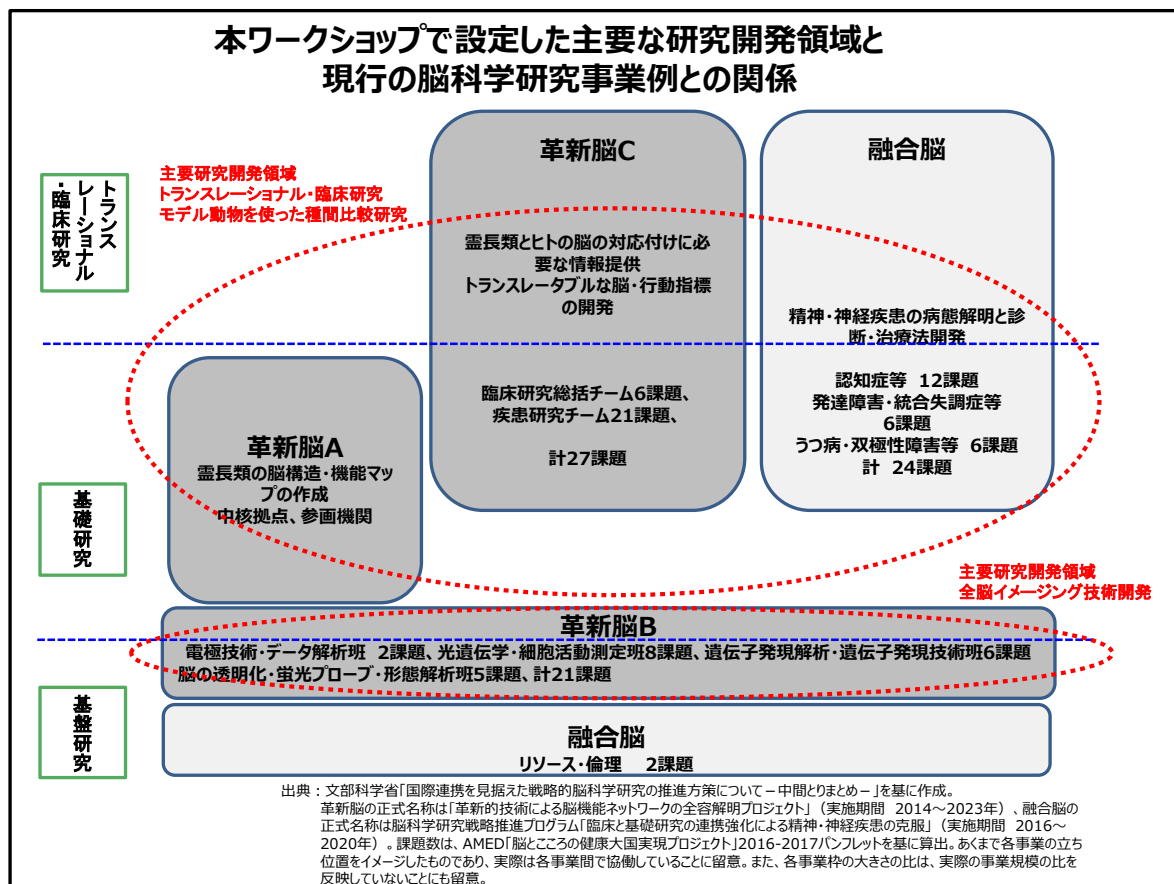 本ワークショップで設定した主要な研究開発領域と
現行の脳科学研究事業例との関係
トランス
レーショナル
・臨床研究
主要研究開発領域
トランスレーショナル・臨床研究
モデル動物を使った種間比較研究
革新脳C
霊長類とヒトの脳の対応付けに必
要な情報提供
トランスレータブルな脳・行動指標
の開発
臨床研究総括チーム6課題、
疾患研究チーム21課題、
計27課題
融合脳
精神・神経疾患の病態解明と診
断・治療法開発
認知症等 12課題
発達障害・統合失調症等
6課題
うつ病・双極性障害等 6課題
計 24課題
基礎研究
革新脳A
霊長類の脳構造・機能マッ
プの作成
中核拠点、参画機関
主要研究開発領域
全脳イメージング技術開発
革新脳B
電極技術・データ解析班 2課題、光遺伝学・細胞活動測定班8課題、遺伝子発現解析・遺伝子発現技術班6課題
脳の透明化・蛍光プローブ・形態解析班5課題、計21課題
基盤研究
融合脳
リソース・倫理 2課題
出典：文部科学省「国際連携を見据えた戦略的脳科学研究の推進方策について－中間とりまとめ－」を基に作成。
革新脳の正式名称は「革新的技術による脳機能ネットワークの全容解明プロジェクト」（実施期間 2014～2023年）、融合脳の
正式名称は脳科学研究戦略推進プログラム「臨床と基礎研究の連携強化による精神・神経疾患の克服」（実施期間 2016～
2020年）。課題数は、AMED「脳とこころの健康大国実現プロジェクト」2016-2017パンフレットを基に算出。あくまで各事業の立ち
位置をイメージしたものであり、実際は各事業間で協働していることに留意。また、各事業枠の大きさの比は、実際の事業規模の比を
反映していないことにも留意。